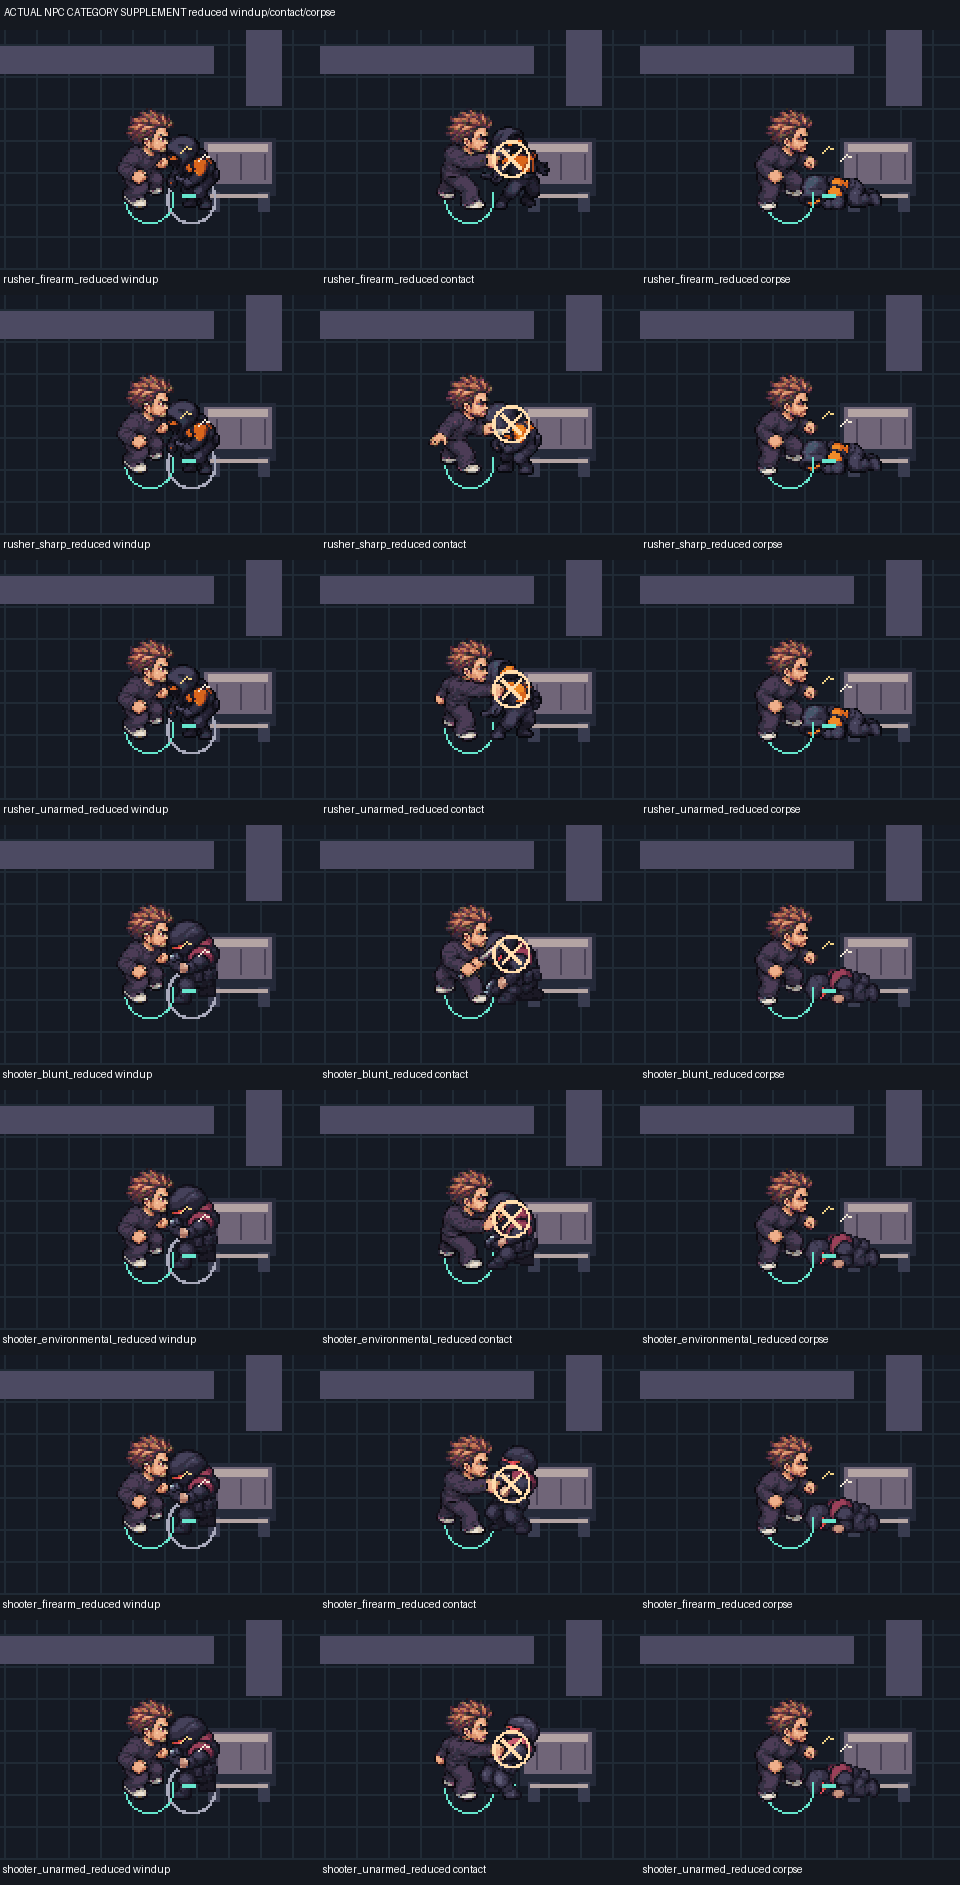 ACTUAL NPC CATEGORY SUPPLEMENT reduced windup/contact/corpse
rusher_firearm_reduced windup
rusher_firearm_reduced contact
rusher_firearm_reduced corpse
rusher_sharp_reduced windup
rusher_sharp_reduced contact
rusher_sharp_reduced corpse
rusher_unarmed_reduced windup
rusher_unarmed_reduced contact
rusher_unarmed_reduced corpse
shooter_blunt_reduced windup
shooter_blunt_reduced contact
shooter_blunt_reduced corpse
shooter_environmental_reduced windup
shooter_environmental_reduced contact
shooter_environmental_reduced corpse
shooter_firearm_reduced windup
shooter_firearm_reduced contact
shooter_firearm_reduced corpse
shooter_unarmed_reduced windup
shooter_unarmed_reduced contact
shooter_unarmed_reduced corpse